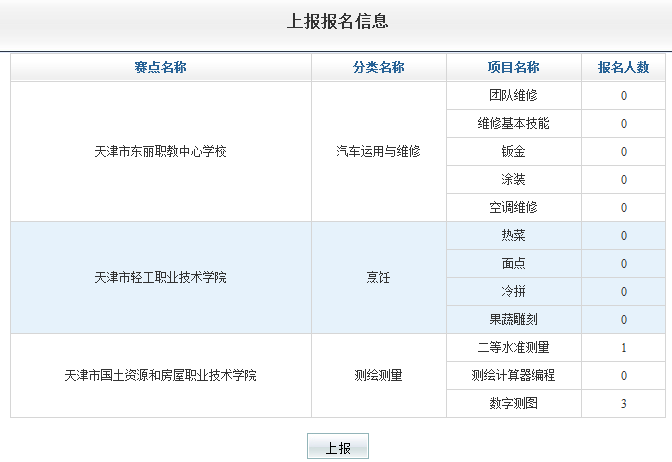 上报报名信息
赛点名称 分类名称 项目名称 报名人数
天津市东丽职教中心学校 汽车运用与维修 团队维修 0
维修基本技能 0
钣金 0
涂装 0
空调维修 0
天津市轻工职业技术学院 烹饪 热菜 0
面点 0
冷拼 0
果蔬雕刻 0
天津市国土资源和房屋职业技术学院 测绘测量 二等水准测量 1
测绘计算器编程 0
数字测图 3
上报